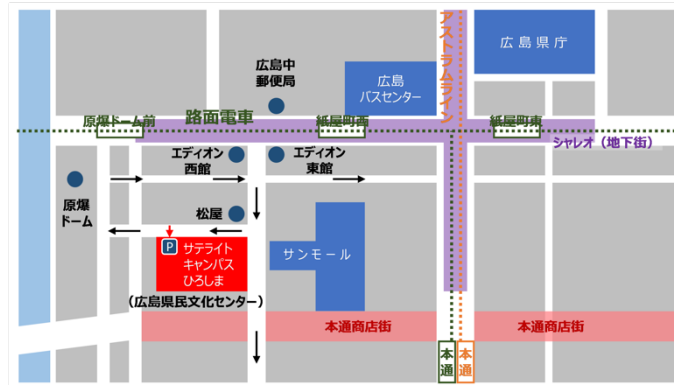 アストラムライン
広島県庁
広島中
郵便局
広島
バスセンター
原爆ドーム前
路面電車
紙屋町西
紙屋町東
シャレオ（地下街）
エディオン
西館
エディオン
東館
原爆
ドーム
松屋
P
サテライト
キャンパス
ひろしま
サンモール
（広島県民文化センター）
本通商店街
本通商店街
本通
本通